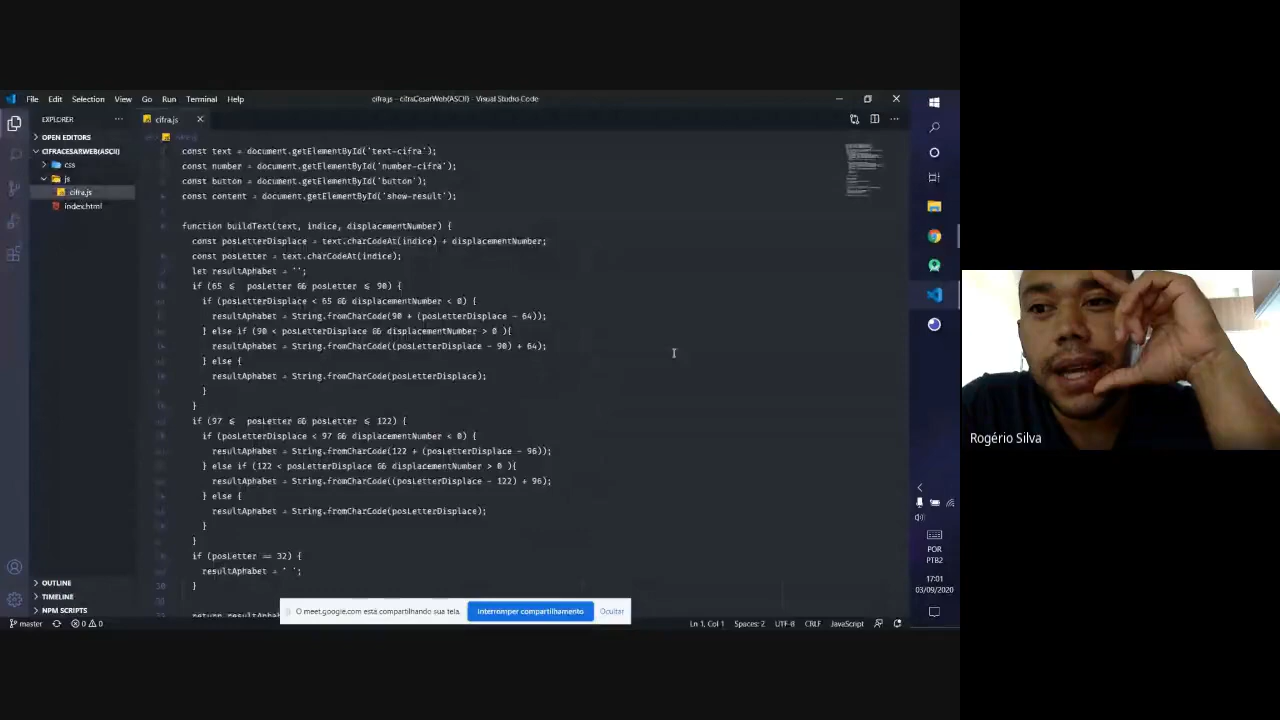 File Edit Selection View Go Run Terminal Help
cifra.js - cifraCesarWeb(ASCII) - Visual Studio Code
EXPLORER
cifra.js
OPEN EDITORS
CIFRACESARWEB(ASCII)
css
js
cifra.js
index.html
const text = document.getElementById('text-cifra');
const number = document.getElementById('number-cifra');
const button = document.getElementById('button');
const content = document.getElementById('show-result');
function buildText(text, indice, displacementNumber) {
const posLetterDisplace = text.charCodeAt(indice) + displacementNumber;
const posLetter = text.charCodeAt(indice);
let resultAphabet = '';
if (65 ≤ posLetter && posLetter ≤ 90) {
if (posLetterDisplace < 65 && displacementNumber < 0) {
resultAphabet = String.fromCharCode(90 + (posLetterDisplace - 64));
} else if (90 < posLetterDisplace && displacementNumber > 0 ){
resultAphabet = String.fromCharCode((posLetterDisplace - 90) + 64);
} else {
resultAphabet = String.fromCharCode(posLetterDisplace);
}
}
if (97 ≤ posLetter && posLetter ≤ 122) {
if (posLetterDisplace < 97 && displacementNumber < 0) {
resultAphabet = String.fromCharCode(122 + (posLetterDisplace - 96));
} else if (122 < posLetterDisplace && displacementNumber > 0 ){
resultAphabet = String.fromCharCode((posLetterDisplace - 122) + 96);
} else {
resultAphabet = String.fromCharCode(posLetterDisplace);
}
}
if (posLetter == 32) {
resultAphabet = ' ';
}
OUTLINE
TIMELINE
NPM SCRIPTS
O meet.google.com está compartilhando sua tela.
Interromper compartilhamento
Ocultar
master
0 0
Ln 1, Col 1
Spaces: 2
UTF-8
CRLF
JavaScript
POR
PTB2
17:01
03/09/2020
Rogério Silva